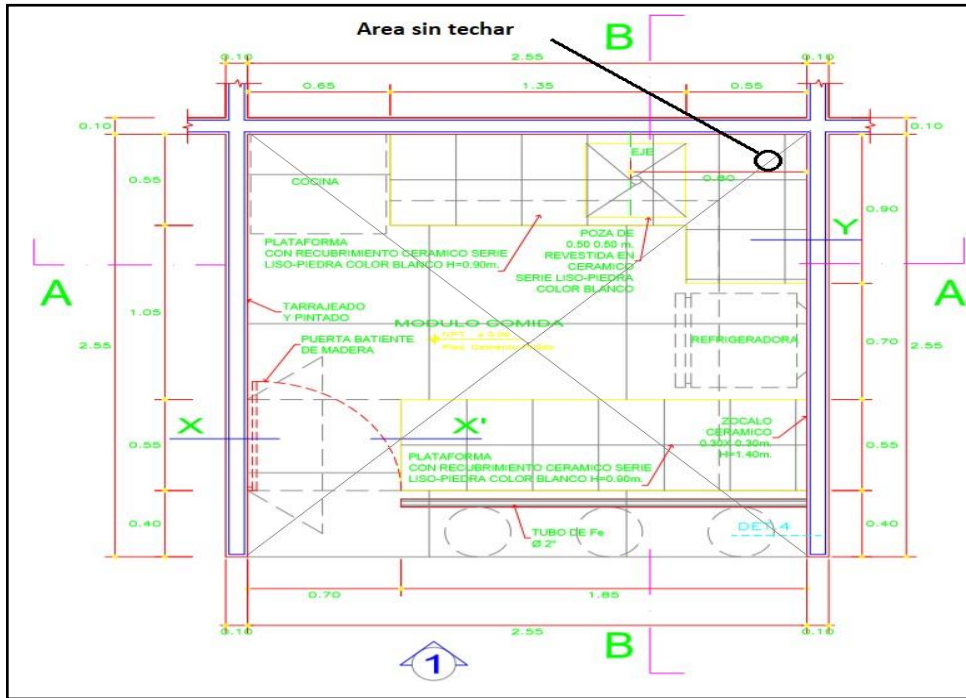 Area sin techar
B
0.10
2.55
0.10
0.65
1.35
0.55
0.10
0.10
0.55
COCINA
EJE
0.80
0.90
Y
PLATAFORMA
CON RECUBRIMIENTO CERAMICO SERIE
LISO-PIEDRA COLOR BLANCO H=0.90m.
POZA DE
0.50 0.50 m.
REVESTIDA EN
CERAMICO
SERIE LISO-PIEDRA
COLOR BLANCO
A
A
TARRAJEADO
Y PINTADO
1.05
2.55
MODULO COMIDA
NPT
PUERTA BATIENTE
DE MADERA
REFRIGERADORA
0.70
2.55
X
X'
ZOCALO
CERAMICO
0.30X 0.30m.
H=1.40m.
0.55
0.55
PLATAFORMA
CON RECUBRIMIENTO CERAMICO SERIE
LISO-PIEDRA COLOR BLANCO H=0.90m.
0.40
TUBO DE Fe
Ø 2"
DET.4
0.40
0.70
1.85
0.10
2.55
0.10
B
1